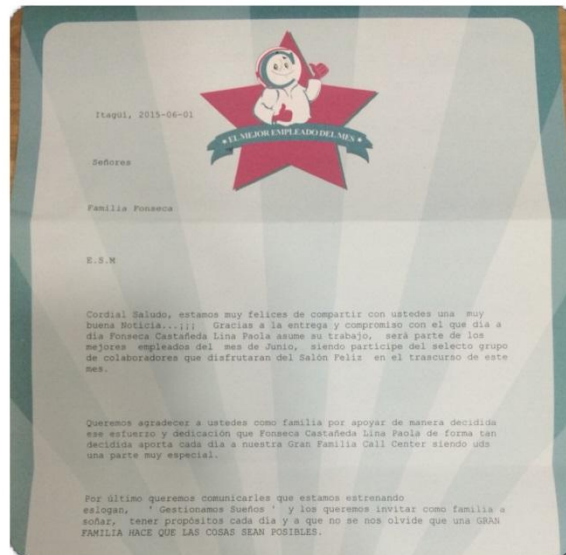 * EL MEJOR EMPLEADO DEL MES *
Itagüi, 2015-06-01
Señores
Familia Fonseca
E.S.M
Cordial Saludo, estamos muy felices de compartir con ustedes una muy
buena Noticia...¡¡¡ Gracias a la entrega y compromiso con el que dia a
dia Fonseca Castañeda Lina Paola asume su trabajo, será parte de los
mejores empleados del mes de Junio, siendo participe del selecto grupo
de colaboradores que disfrutaran del Salón Feliz en el trascurso de este
mes.
Queremos agradecer a ustedes como familia por apoyar de manera decidida
ese esfuerzo y dedicación que Fonseca Castañeda Lina Paola de forma tan
decidida aporta cada dia a nuestra Gran Familia Call Center siendo uds
una parte muy especial.
Por último queremos comunicarles que estamos estrenando
eslogan, ' Gestionamos Sueños ' y los queremos invitar como familia a
soñar, tener propósitos cada dia y a que no se nos olvide que una GRAN
FAMILIA HACE QUE LAS COSAS SEAN POSIBLES.